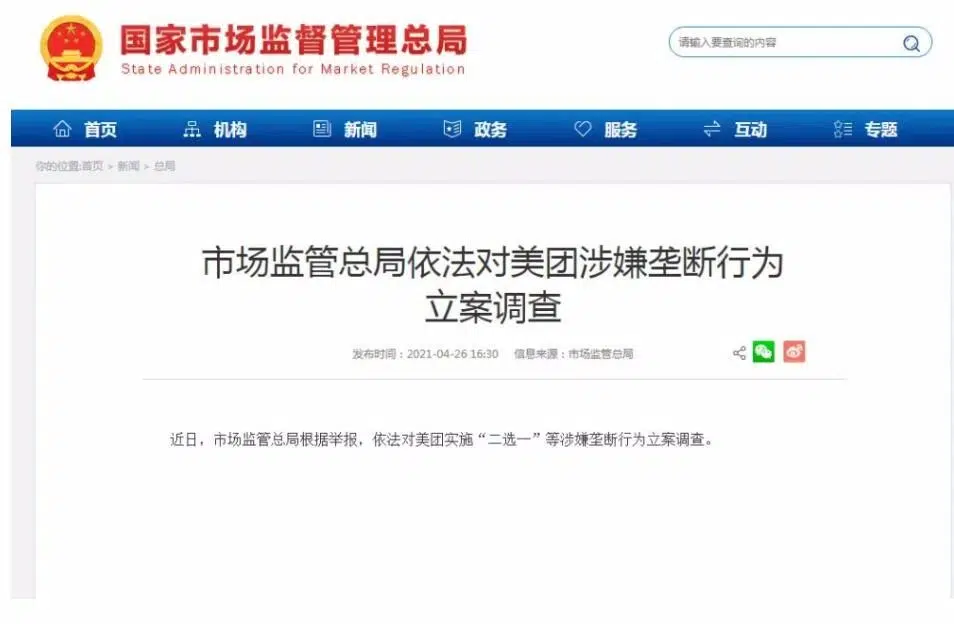 国家市场监督管理总局
State Administration for Market Regulation
请输入要查询的内容
首页 机构 新闻 政务 服务 互动 专题
你的位置:首页 > 新闻 > 总局
市场监管总局依法对美团涉嫌垄断行为
立案调查
发布时间：2021-04-26 16:30 信息来源：市场监管总局
近日，市场监管总局根据举报，依法对美团实施“二选一”等涉嫌垄断行为立案调查。